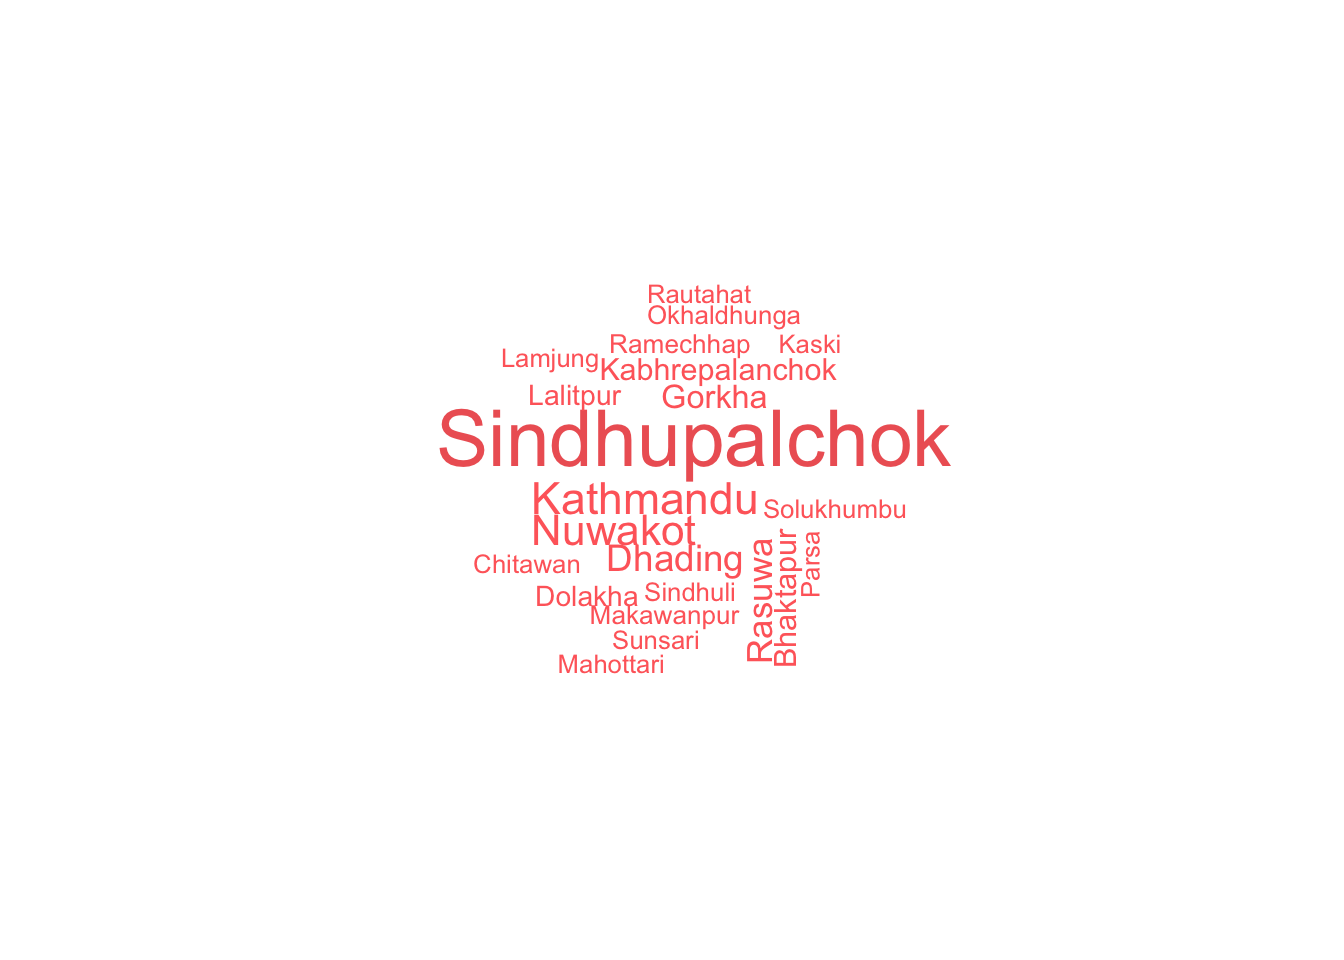 Rautahat
Okhaldhunga
Ramechhap
Kaski
Lamjung
Kabhrepalanchok
Lalitpur
Gorkha
Sindhupalchok
Kathmandu
Solukhumbu
Nuwakot
Dhading
Chitawan
Rasuwa
Bhaktapur
Parsa
Dolakha
Sindhuli
Makawanpur
Sunsari
Mahottari